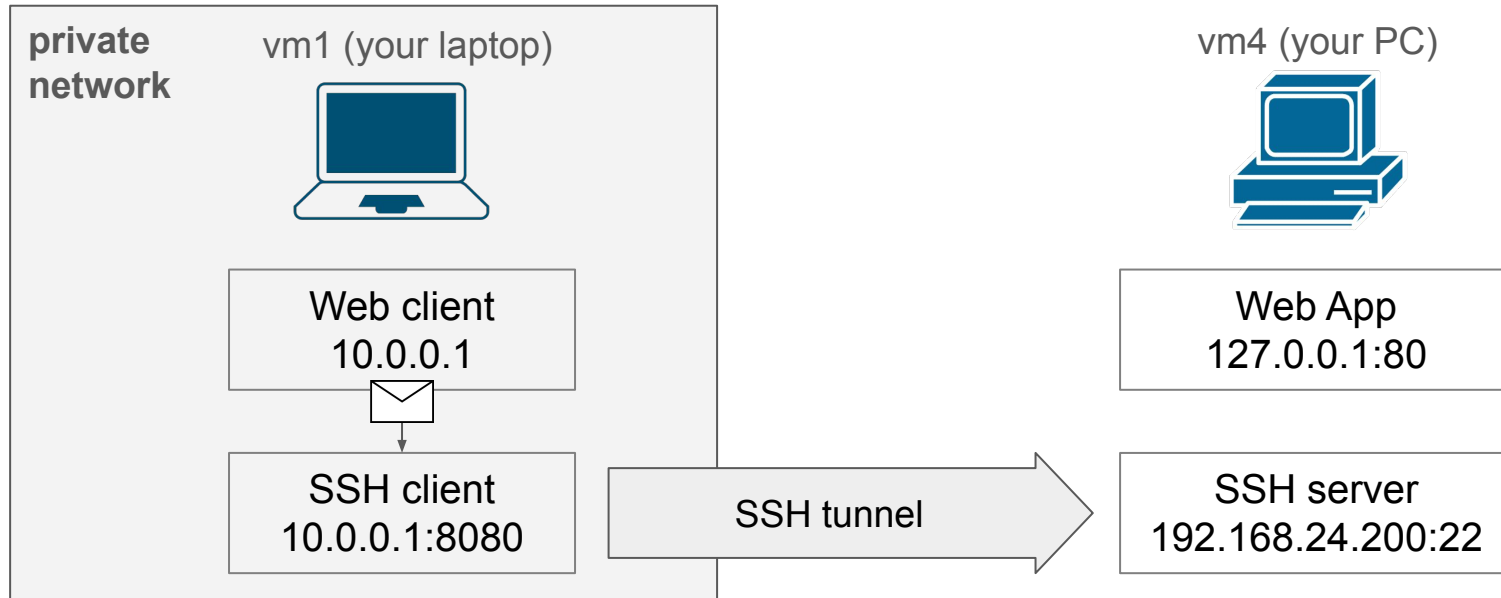 private
network
vm1 (your laptop)
vm4 (your PC)
Web client
10.0.0.1
Web App
127.0.0.1:80
SSH client
10.0.0.1:8080
SSH tunnel
SSH server
192.168.24.200:22